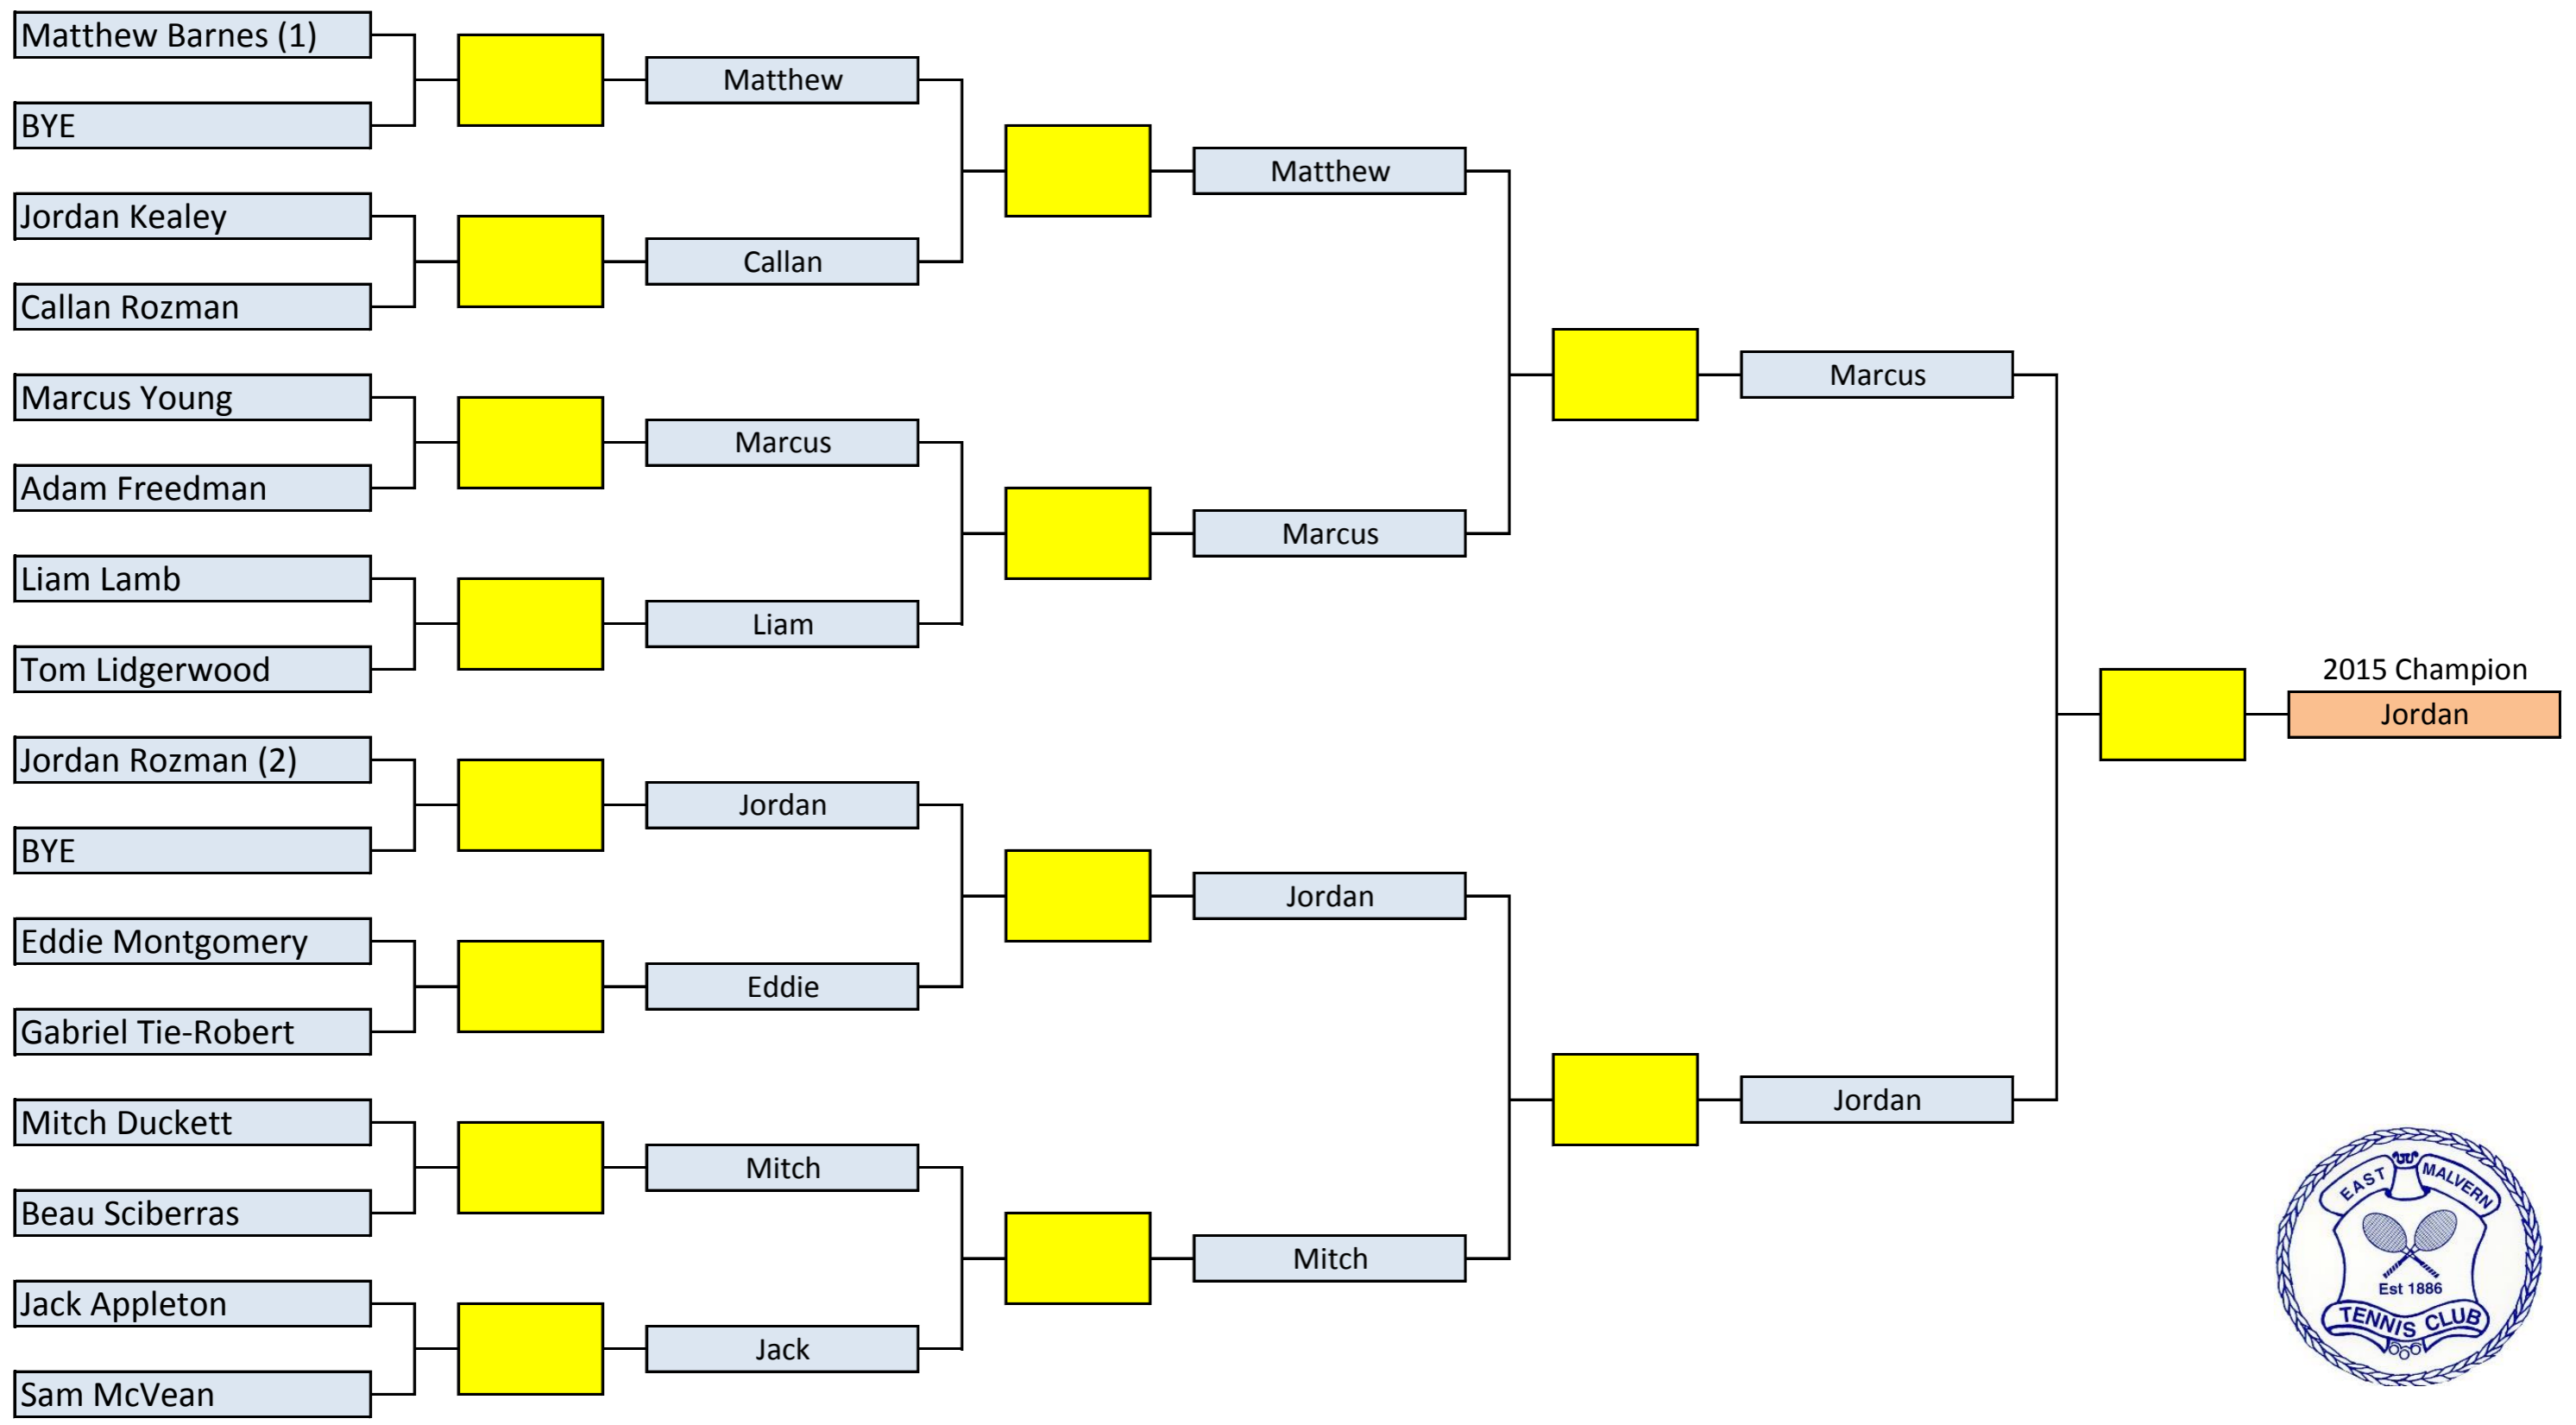 Matthew Barnes (1)
BYE
Jordan Kealey
Callan Rozman
Marcus Young
Adam Freedman
Liam Lamb
Tom Lidgerwood
Jordan Rozman (2)
BYE
Eddie Montgomery
Gabriel Tie-Robert
Mitch Duckett
Beau Sciberras
Jack Appleton
Sam McVean
Matthew
Callan
Marcus
Liam
Jordan
Eddie
Mitch
Jack
Matthew
Marcus
Jordan
Mitch
Marcus
Jordan
2015 Champion
Jordan
EAST MALVERN
Est 1886
TENNIS CLUB